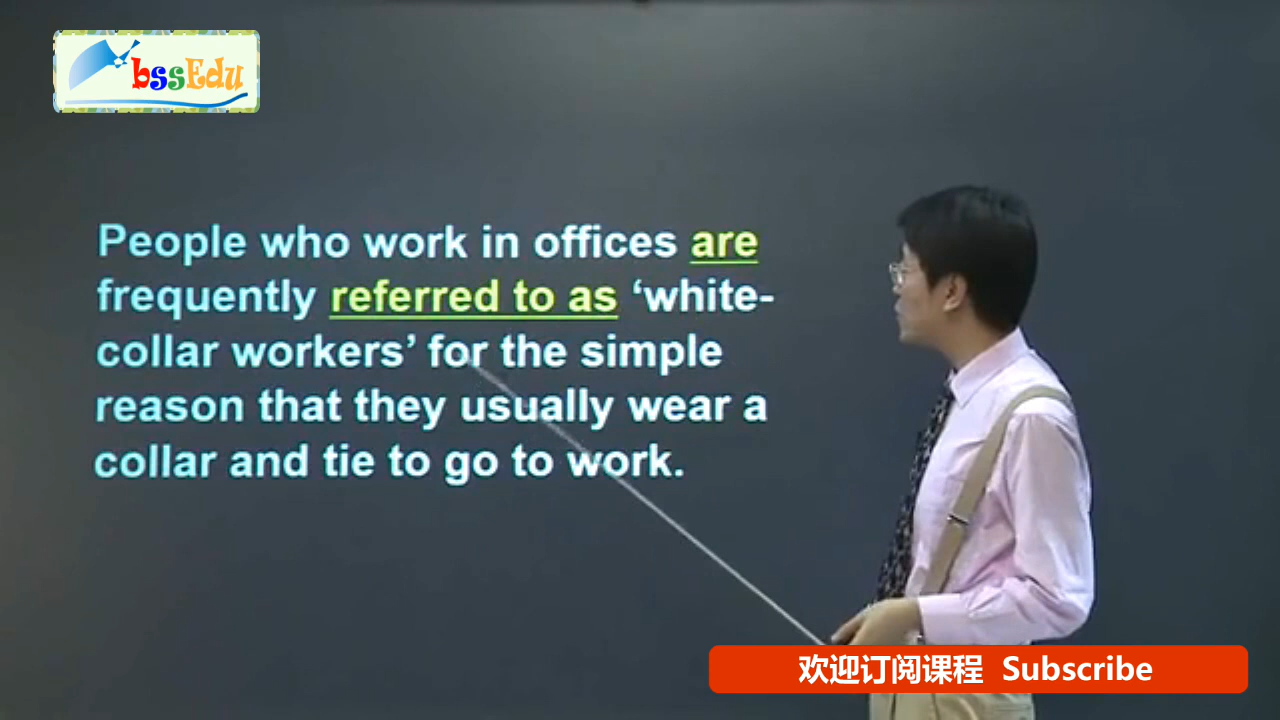 bssEdu
People who work in offices are
frequently referred to as ‘white-
collar workers’ for the simple
reason that they usually wear a
collar and tie to go to work.
欢迎订阅课程 Subscribe